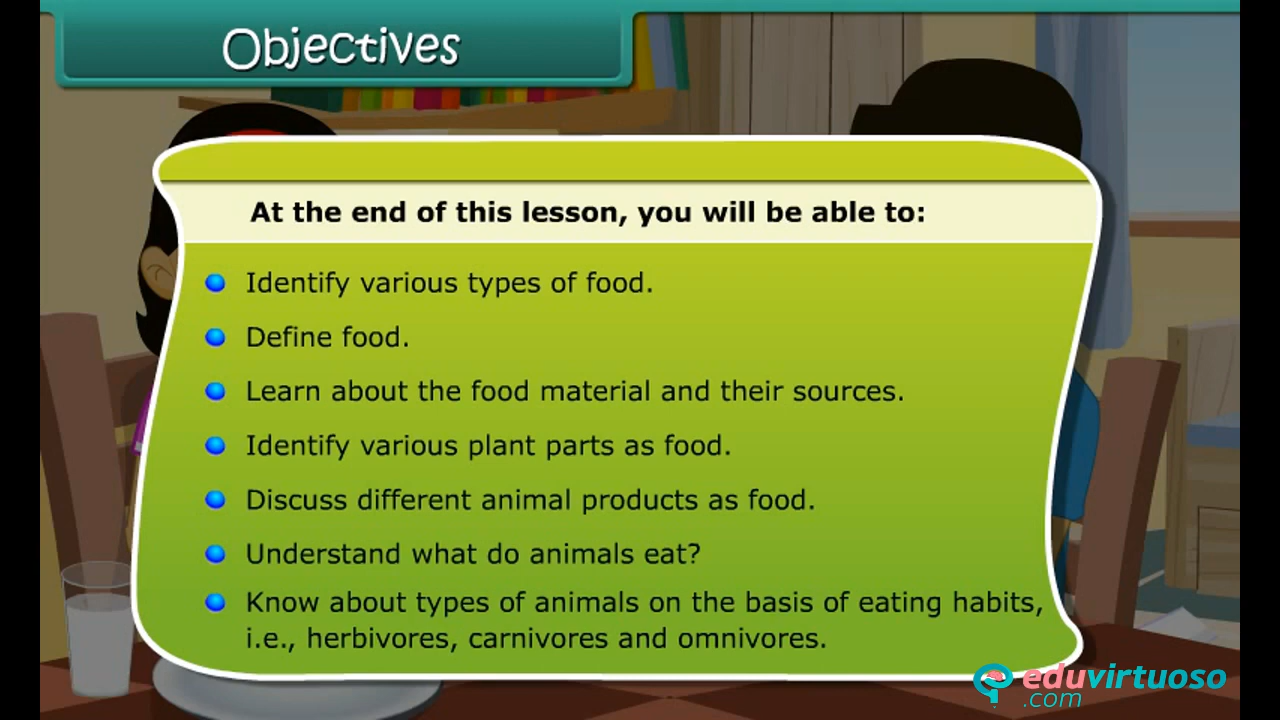 Objectives
At the end of this lesson, you will be able to:
Identify various types of food.
Define food.
Learn about the food material and their sources.
Identify various plant parts as food.
Discuss different animal products as food.
Understand what do animals eat?
Know about types of animals on the basis of eating habits,
i.e., herbivores, carnivores and omnivores.
eduvirtuoso
.com